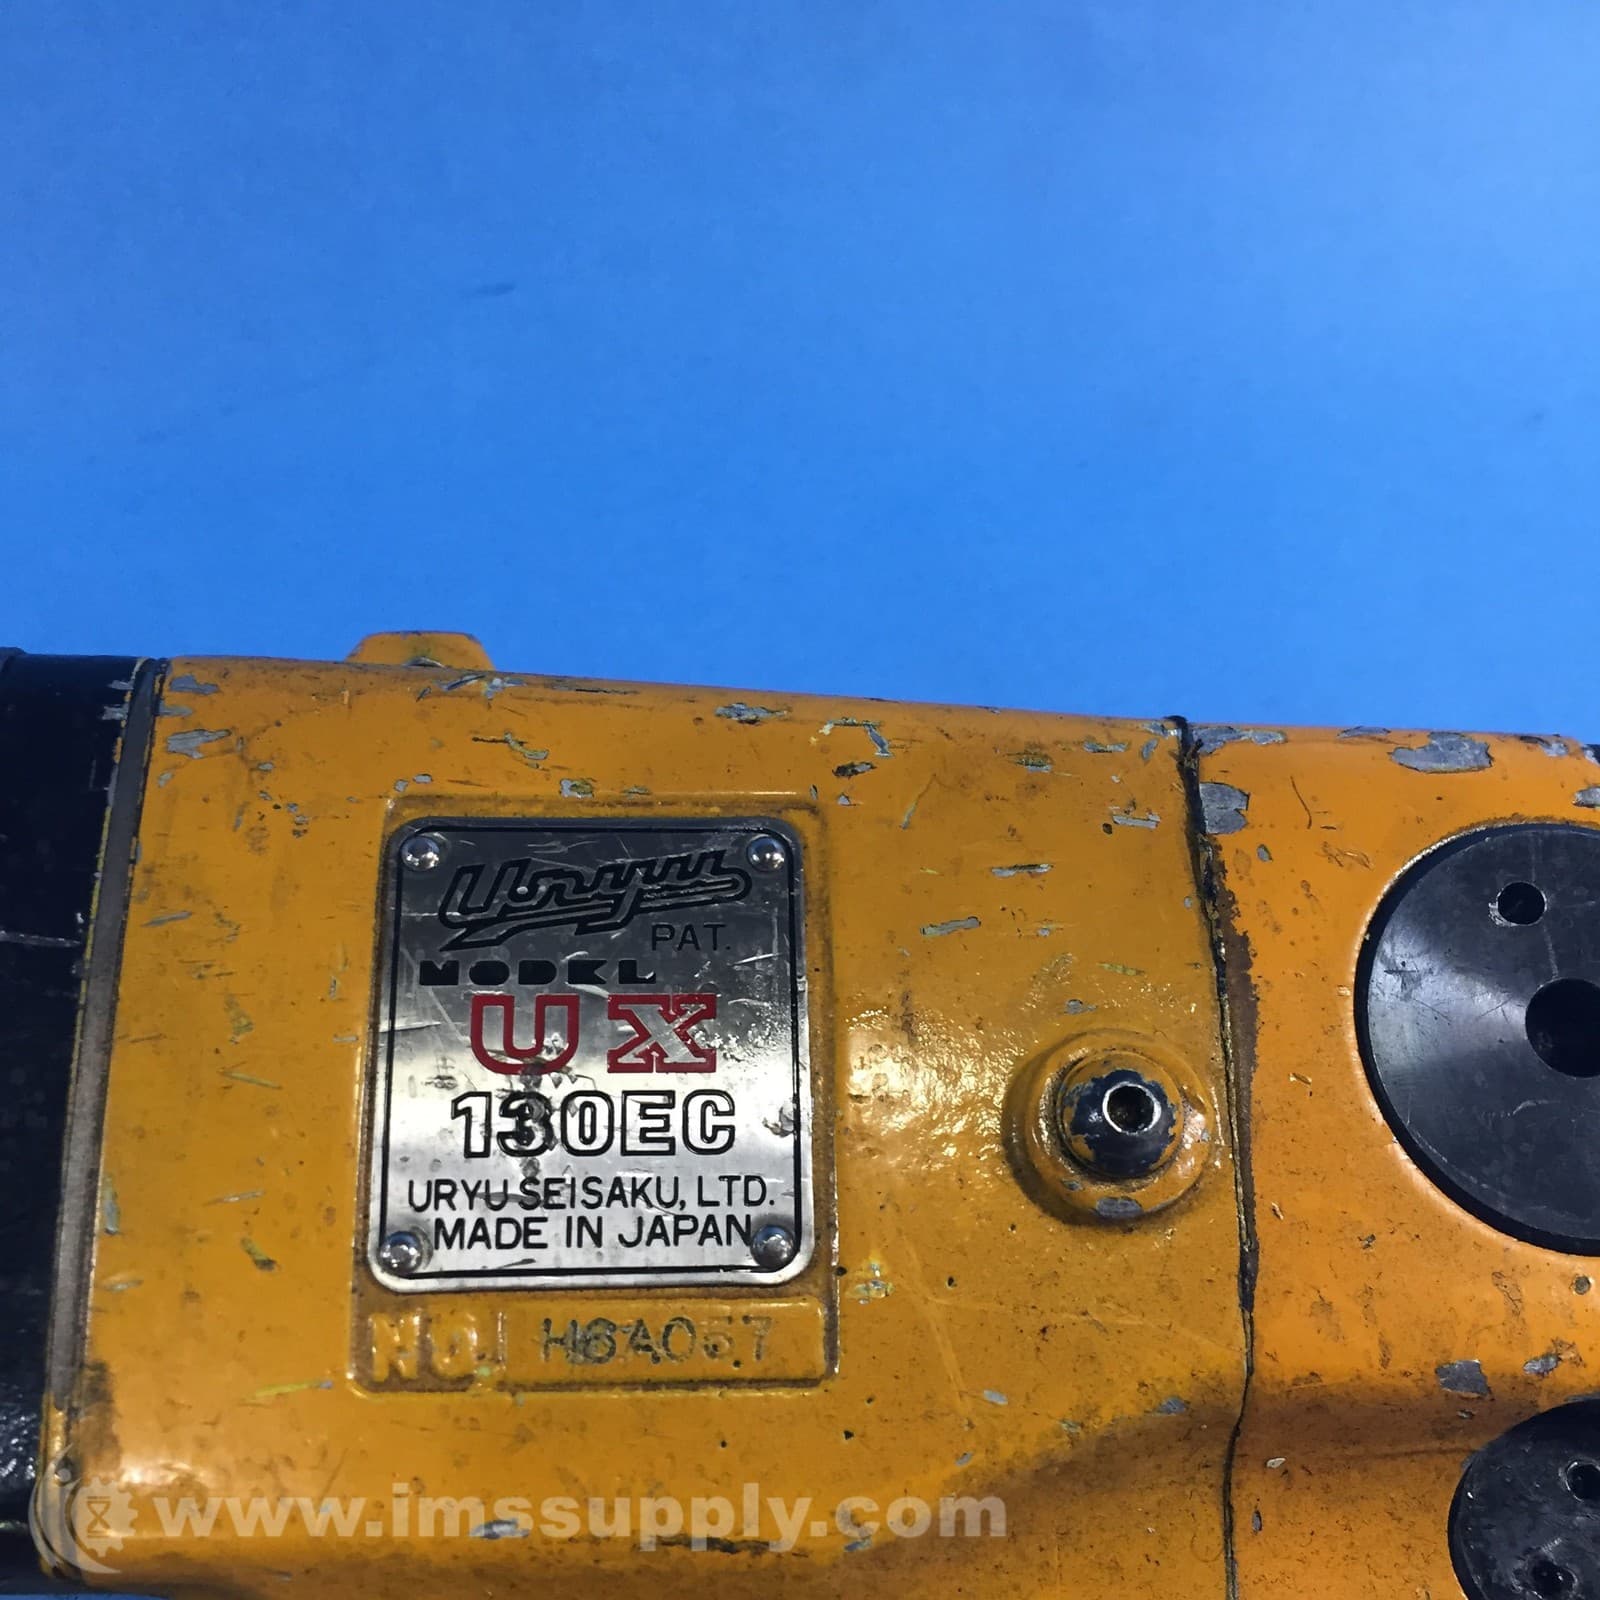 Uryu
PAT.
MODEL
UX
130EC
URYU SEISAKU, LTD.
MADE IN JAPAN
NO. H6A057
www.imssupply.com